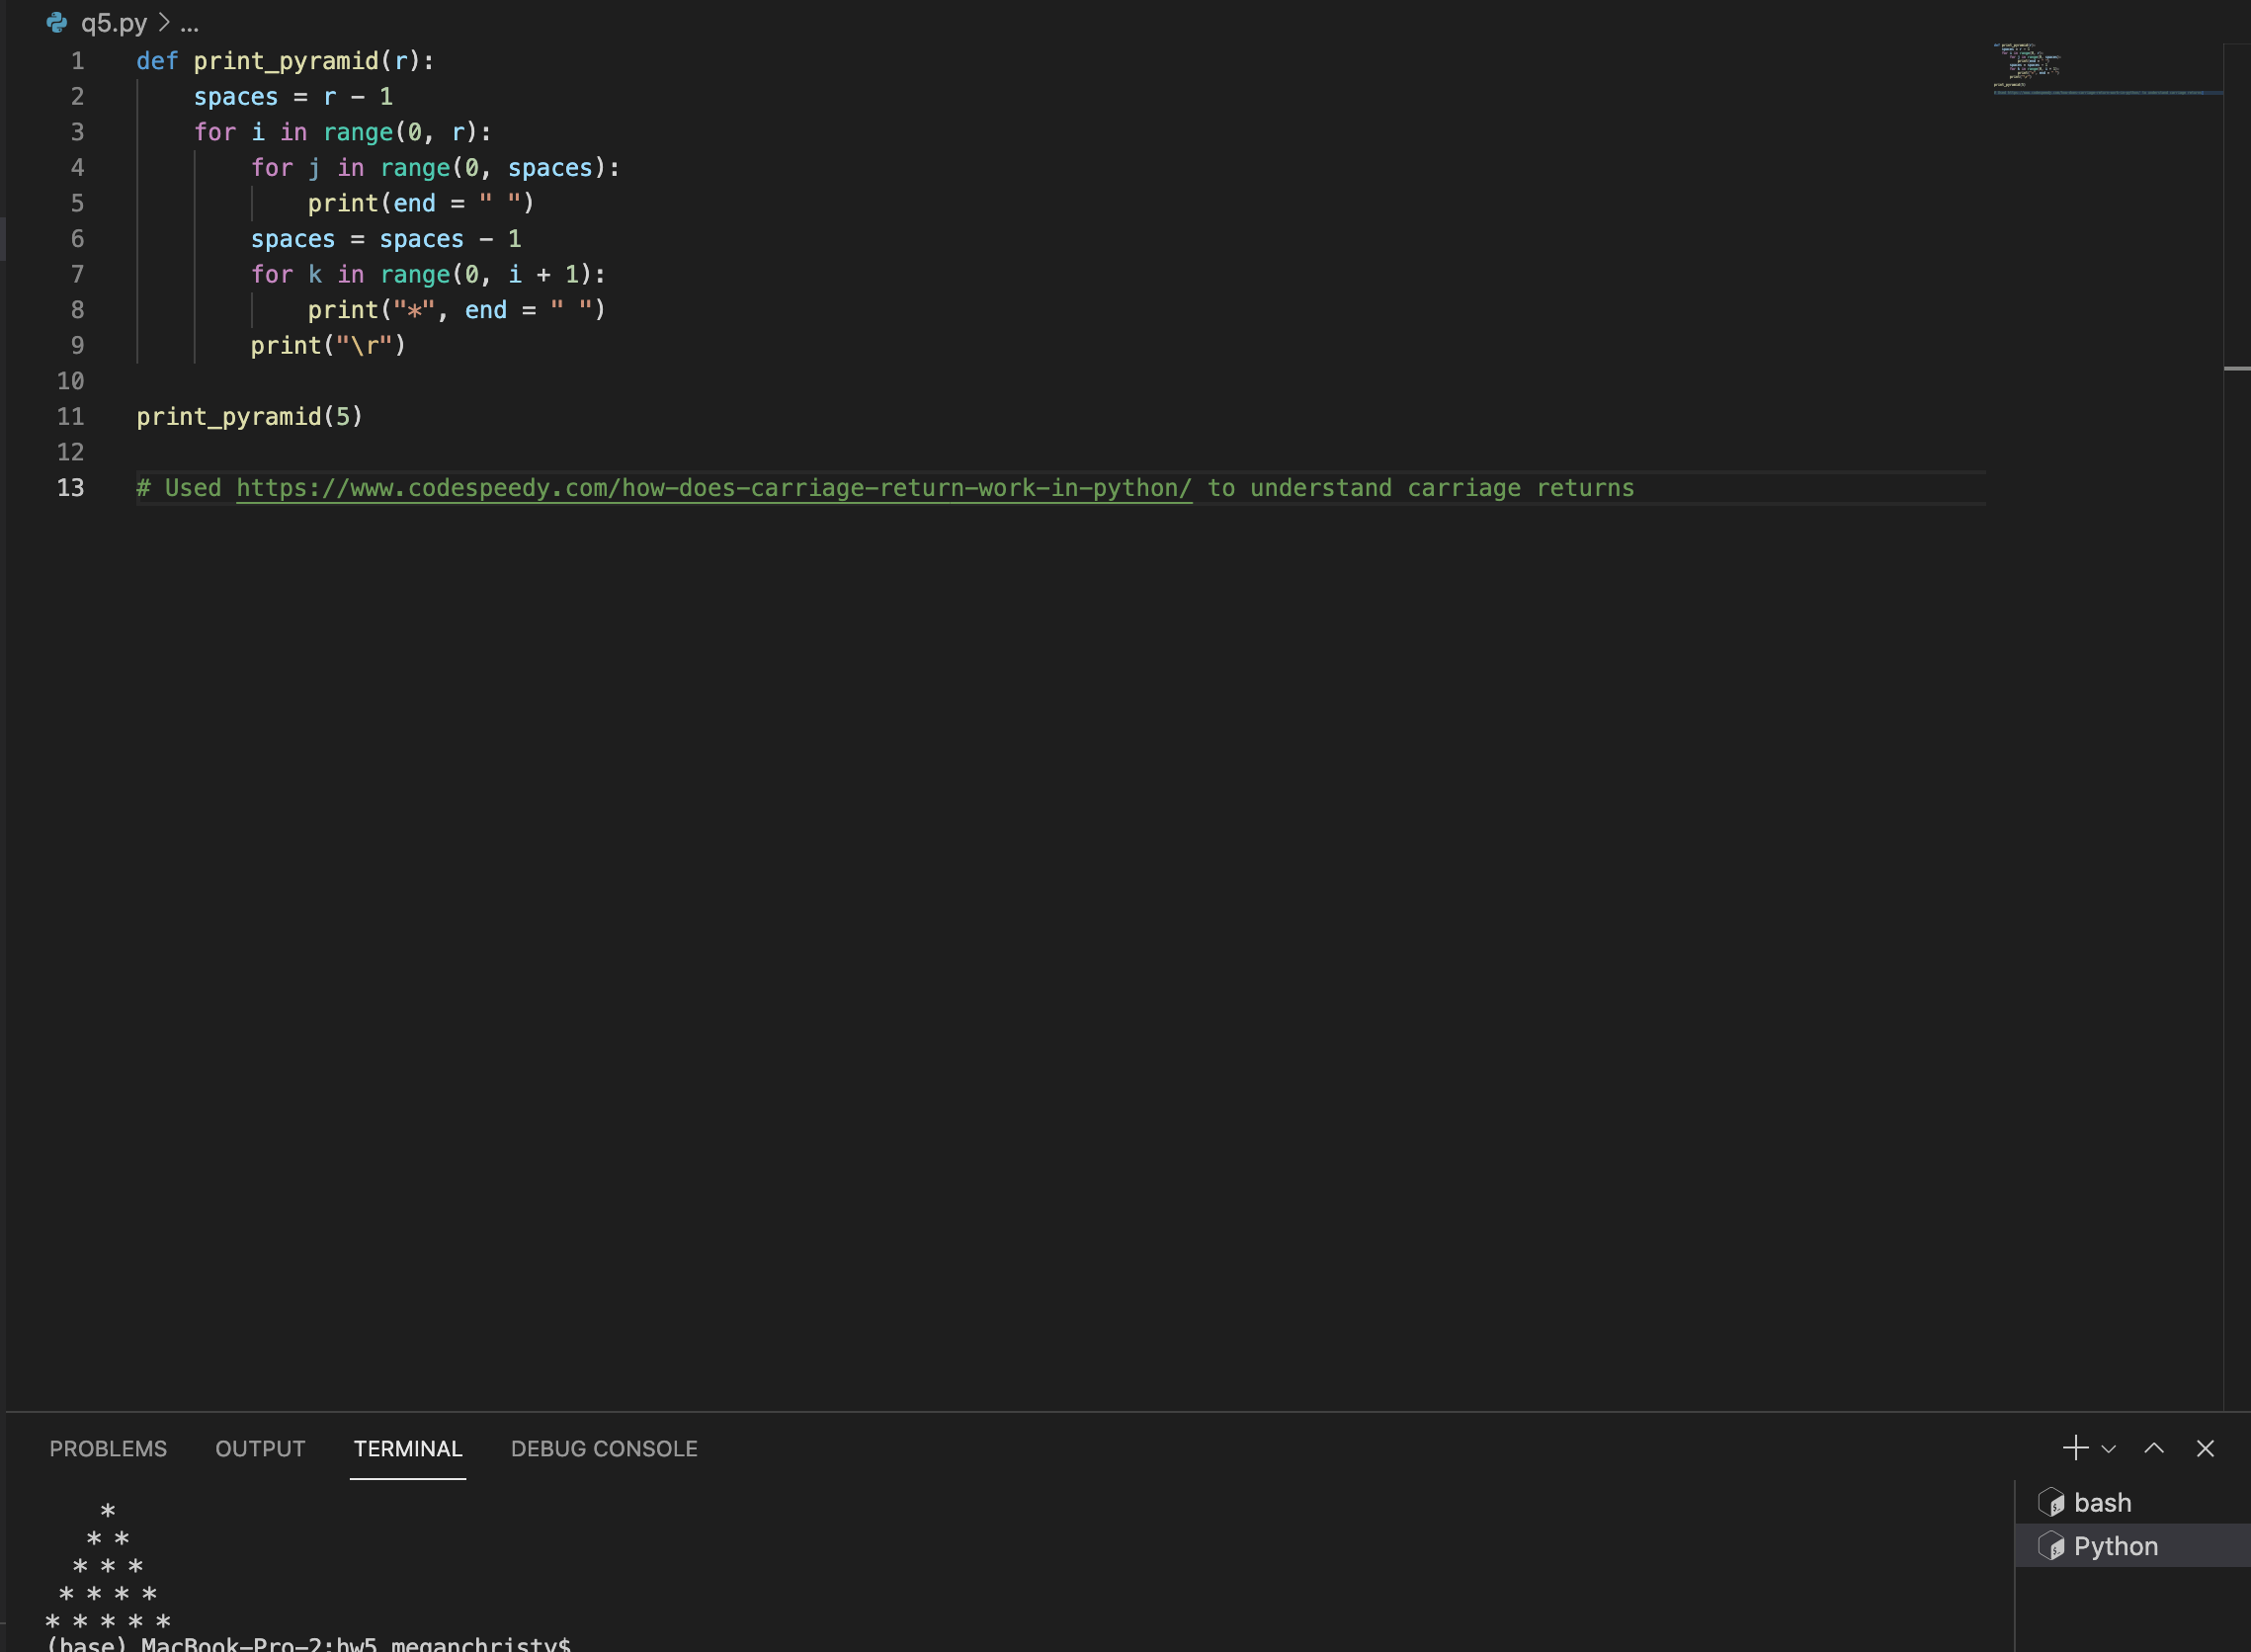 q5.py > ...
1 def print_pyramid(r):
2     spaces = r - 1
3     for i in range(0, r):
4         for j in range(0, spaces):
5             print(end = " ")
6         spaces = spaces - 1
7         for k in range(0, i + 1):
8             print("*", end = " ")
9         print("\r")
10
11 print_pyramid(5)
12
13 # Used https://www.codespeedy.com/how-does-carriage-return-work-in-python/ to understand carriage returns
PROBLEMS OUTPUT TERMINAL DEBUG CONSOLE
    *
   * *
  * * *
 * * * *
* * * * *
(base) MacBook-Pro-2:hw5 meganchristy$
bash
Python